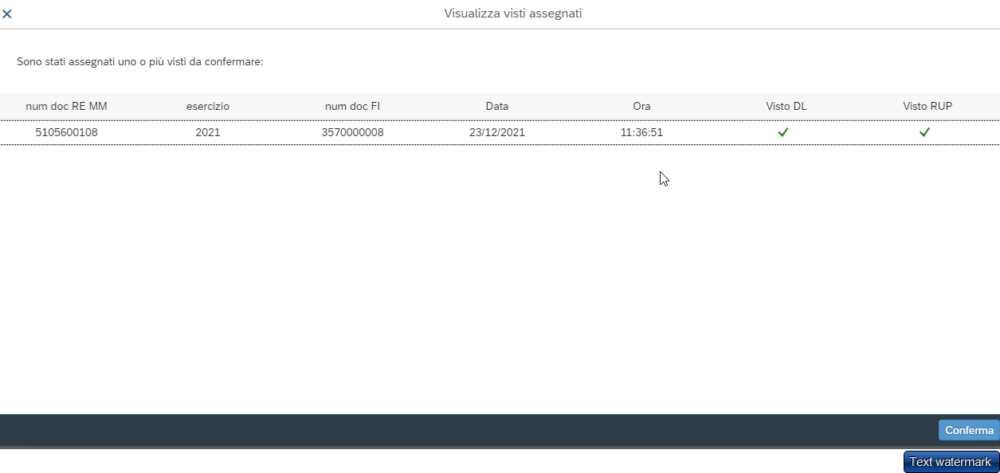 Visualizza visti assegnati
Sono stati assegnati uno o più visti da confermare:
num doc RE MM esercizio num doc FI Data Ora Visto DL Visto RUP
5105600108 2021 3570000008 23/12/2021 11:36:51
Conferma
Text watermark